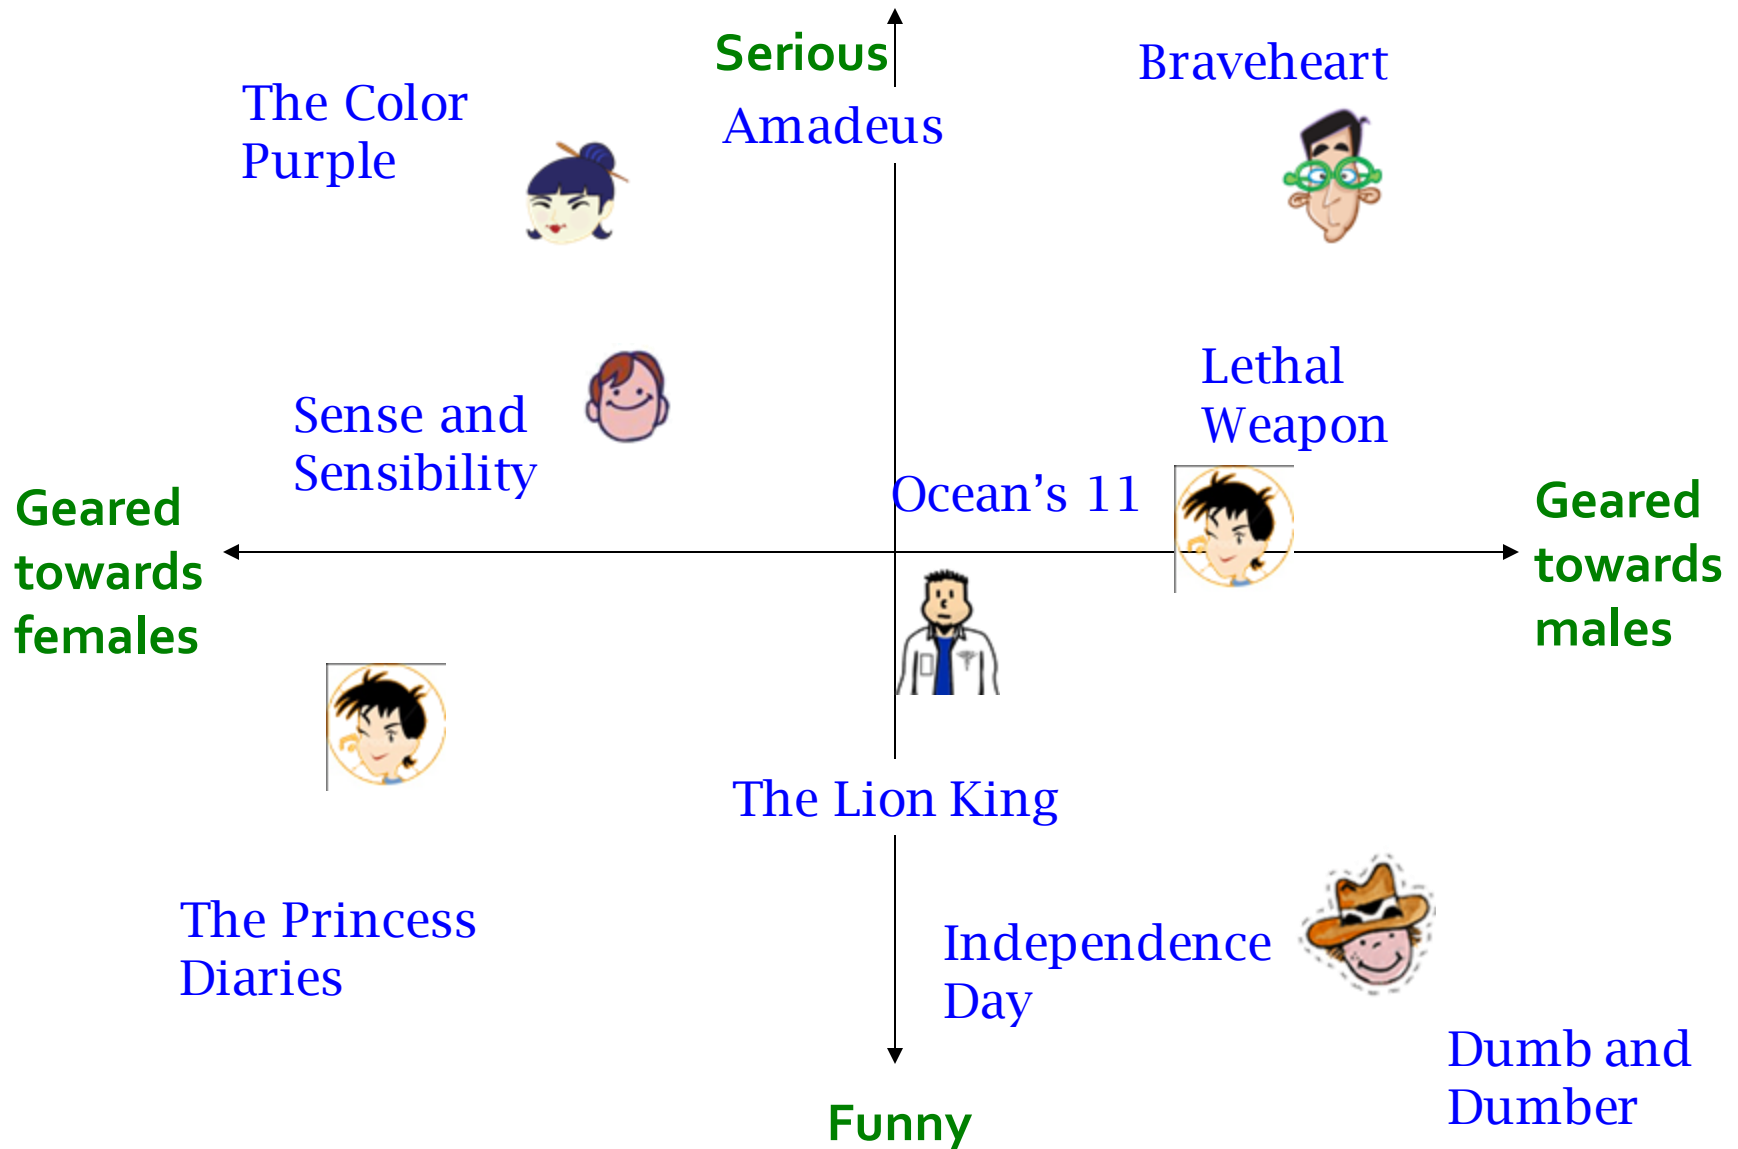 Serious
Braveheart
The Color
Purple
Amadeus
Lethal
Weapon
Sense and
Sensibility
Ocean’s 11
Geared
towards
females
Geared
towards
males
The Lion King
The Princess
Diaries
Independence
Day
Dumb and
Dumber
Funny